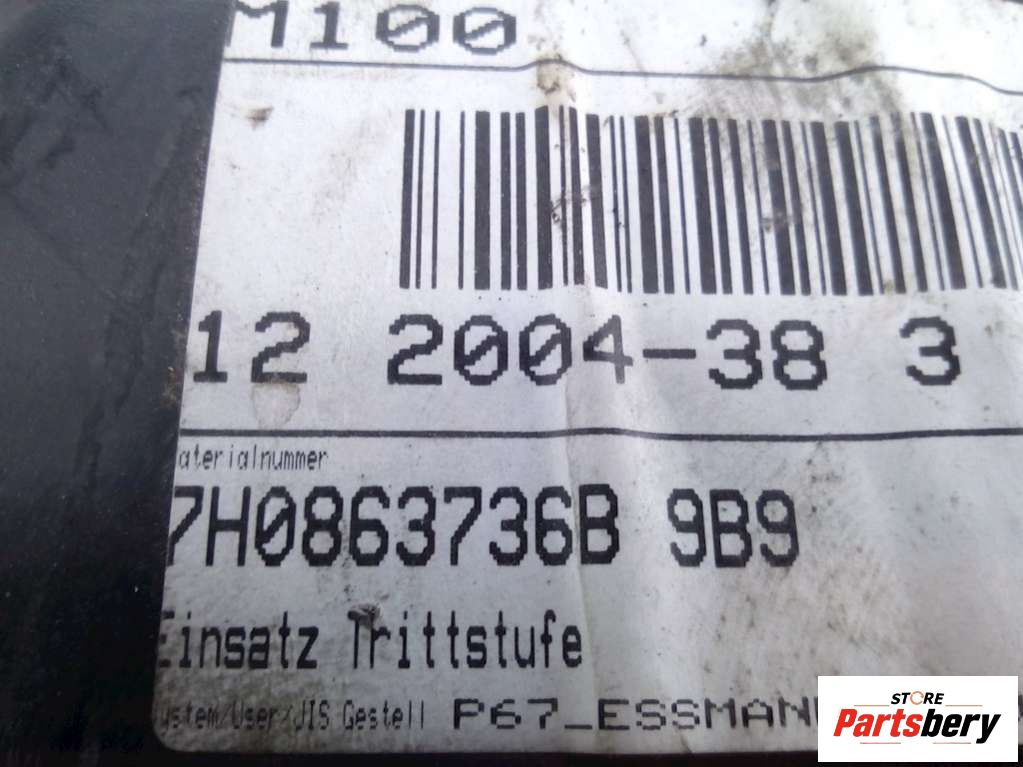 M100
12 2004-38 3
aterialnummer
7H0863736B 9B9
Einsatz Trittstufe
ystem/User/JIS Gestell P67_ESSMAN
STORE
Partsbery